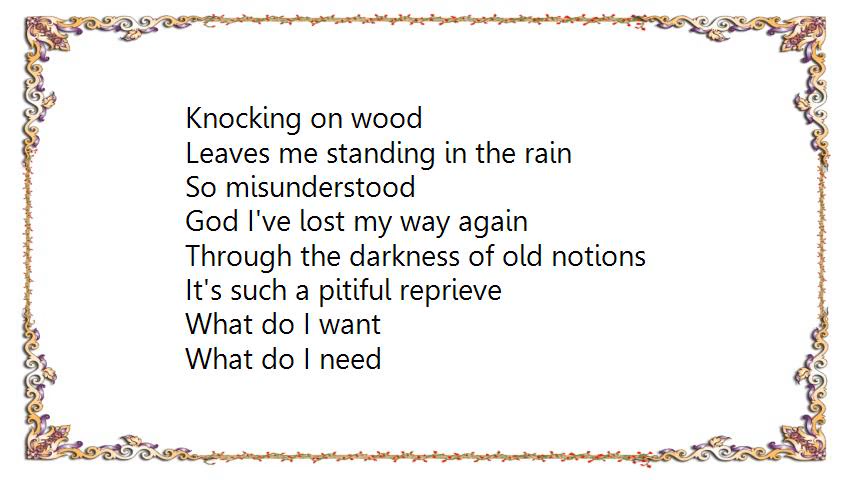 Knocking on wood
Leaves me standing in the rain
So misunderstood
God I've lost my way again
Through the darkness of old notions
It's such a pitiful reprieve
What do I want
What do I need